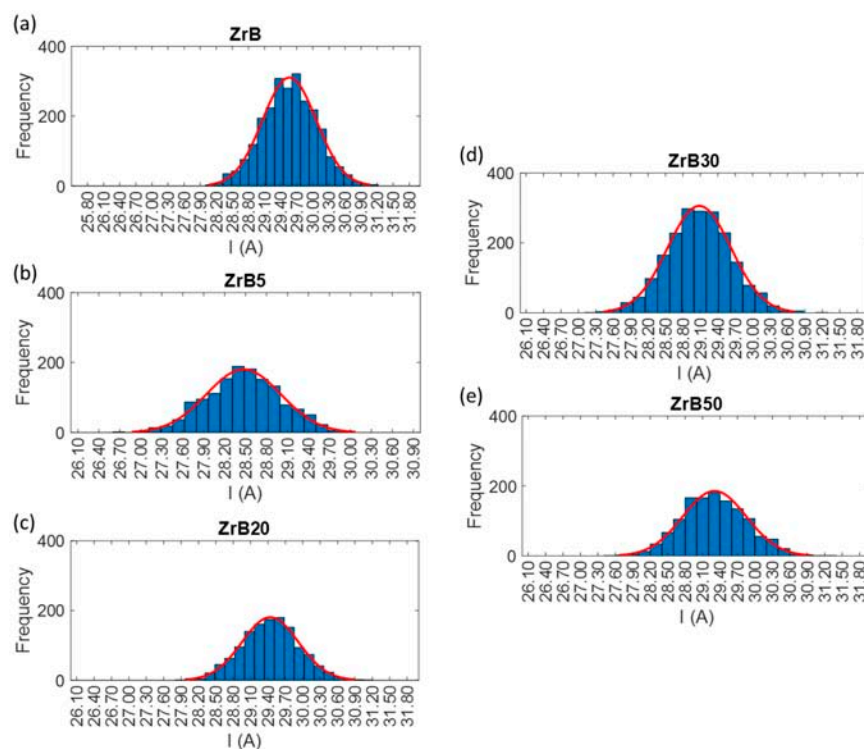 (a)
ZrB
400
200
0
Frequency
25.80 26.10 26.40 26.70 27.00 27.30 27.60 27.90 28.20 28.50 28.80 29.10 29.40 29.70 30.00 30.30 30.60 30.90 31.20 31.50 31.80
I (A)
(b)
ZrB5
400
200
0
Frequency
26.10 26.40 26.70 27.00 27.30 27.60 27.90 28.20 28.50 28.80 29.10 29.40 29.70 30.00 30.30 30.60 30.90
I (A)
(c)
ZrB20
400
200
0
Frequency
26.10 26.40 26.70 27.00 27.30 27.60 27.90 28.20 28.50 28.80 29.10 29.40 29.70 30.00 30.30 30.60 30.90 31.20 31.50 31.80
I (A)
(d)
ZrB30
400
200
0
Frequency
26.10 26.40 26.70 27.00 27.30 27.60 27.90 28.20 28.50 28.80 29.10 29.40 29.70 30.00 30.30 30.60 30.90 31.20 31.50 31.80
I (A)
(e)
ZrB50
400
200
0
Frequency
26.10 26.40 26.70 27.00 27.30 27.60 27.90 28.20 28.50 28.80 29.10 29.40 29.70 30.00 30.30 30.60 30.90 31.20 31.50 31.80
I (A)